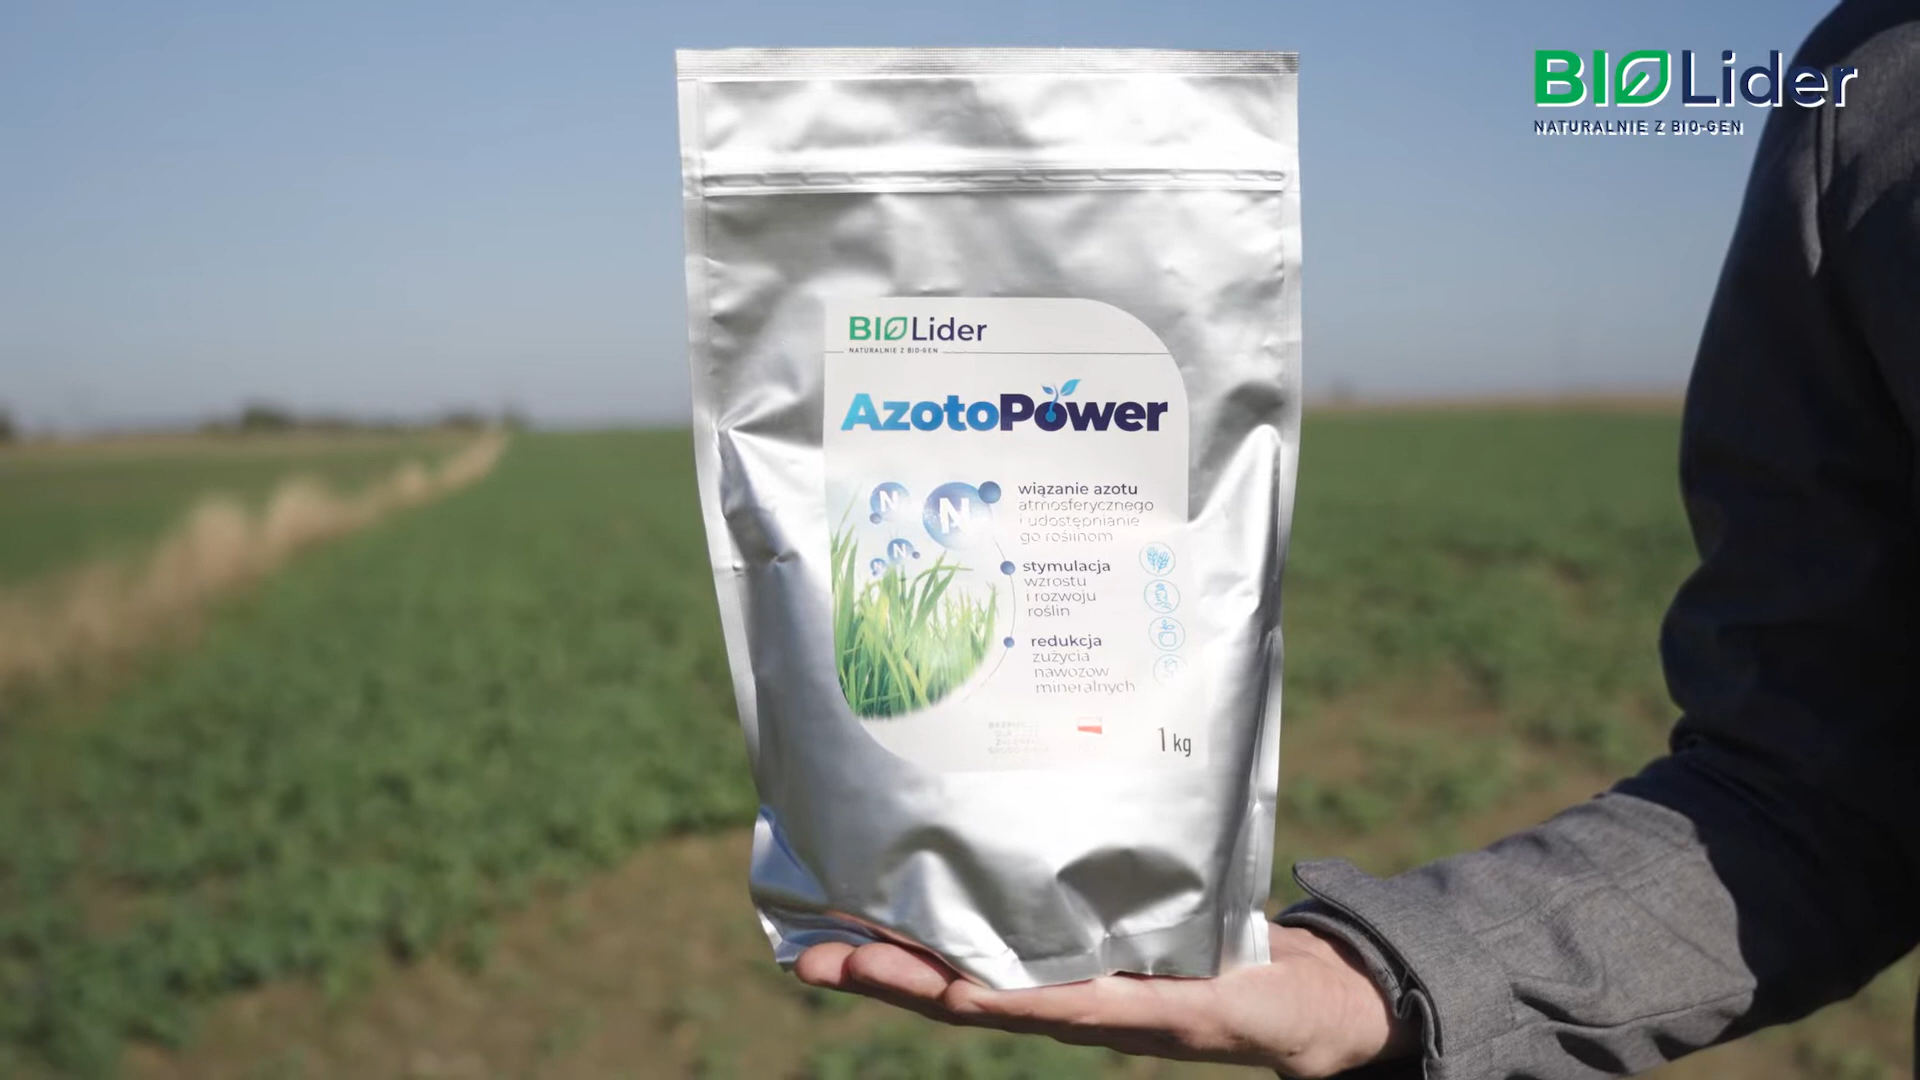 BIOLider
NATURALNIE Z BIO-GEN
BIOLider
NATURALNIE Z BIO-GEN
AzotoPower
N
N
N
N
wiązanie azotu
atmosferycznego
i udostępnianie
go roślinom
stymulacja
wzrostu
i rozwoju
roślin
redukcja
zużycia
nawozów
mineralnych
1 kg